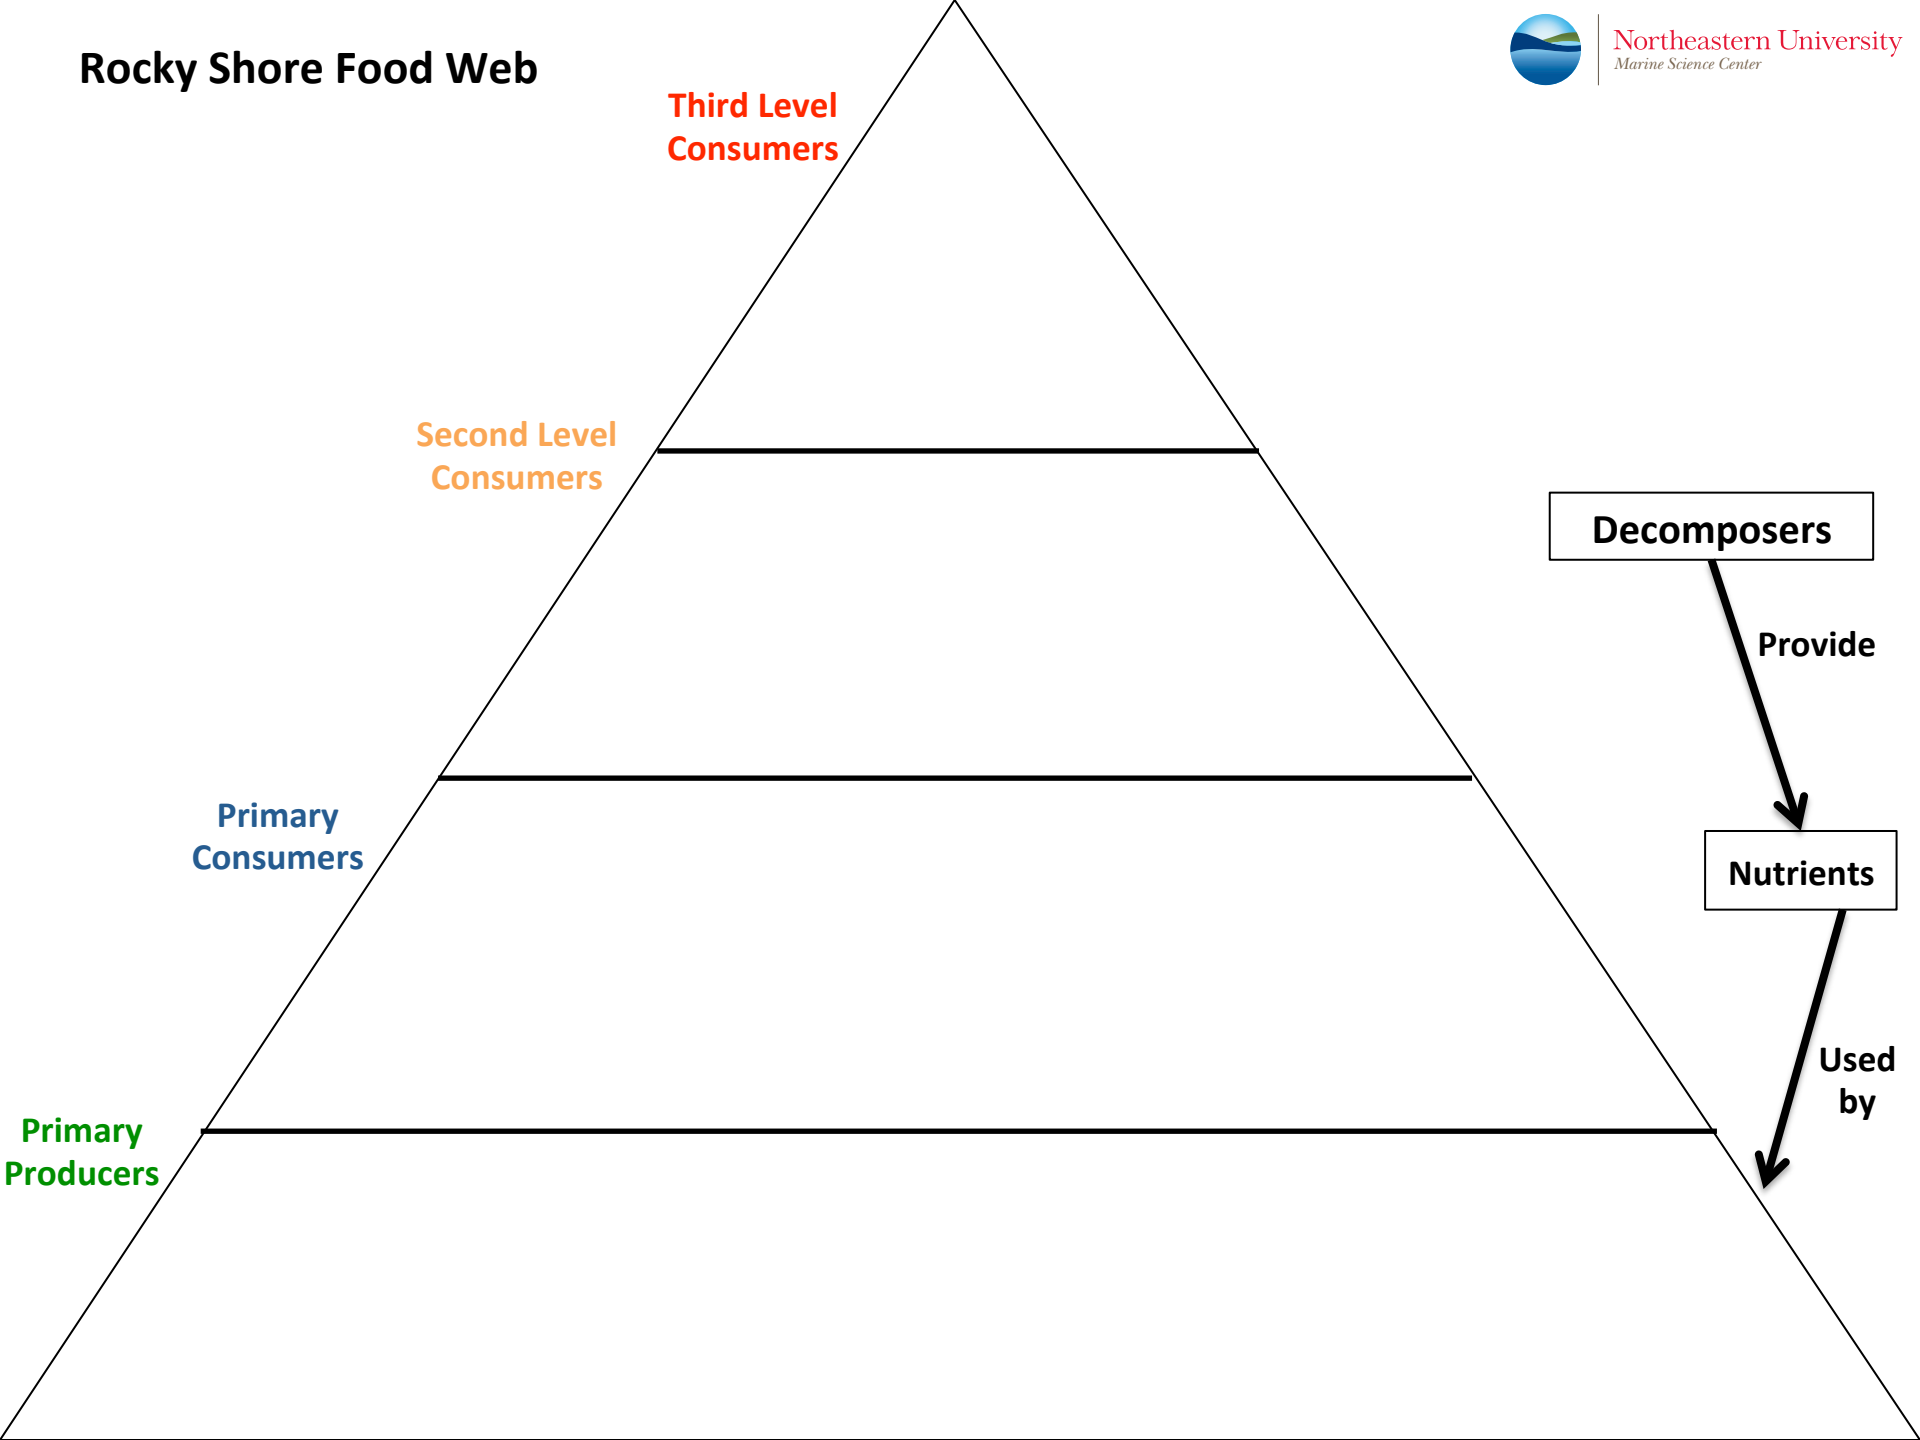 Rocky Shore Food Web
Northeastern University
Marine Science Center
Third Level
Consumers
Second Level
Consumers
Decomposers
Provide
Primary
Consumers
Nutrients
Used
by
Primary
Producers